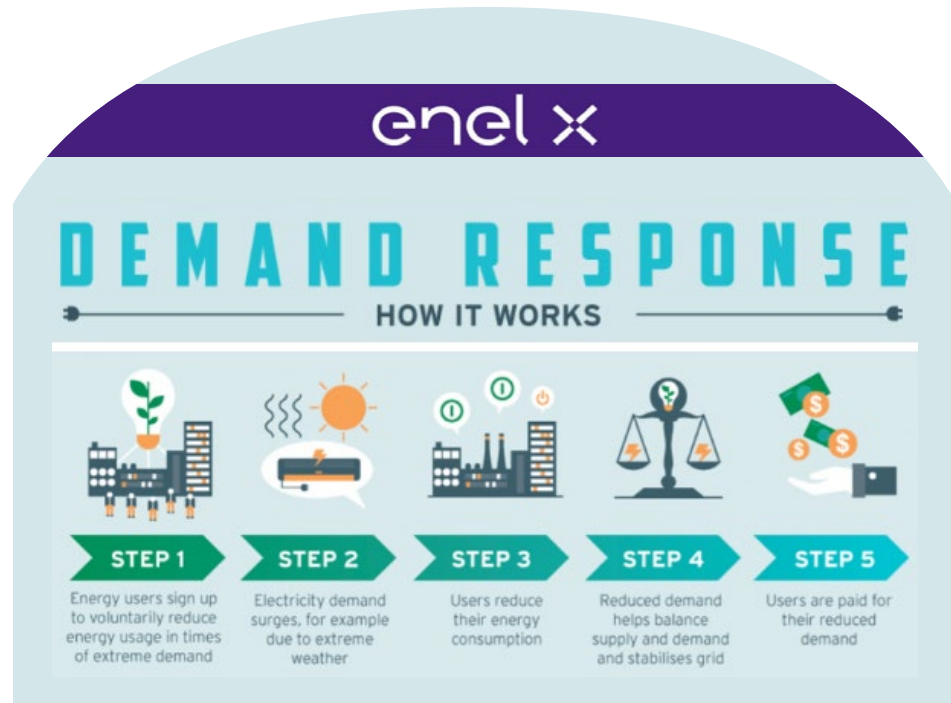 enel x
DEMAND RESPONSE
HOW IT WORKS
STEP 1
Energy users sign up
to voluntarily reduce
energy usage in times
of extreme demand
STEP 2
Electricity demand
surges, for example
due to extreme
weather
STEP 3
Users reduce
their energy
consumption
STEP 4
Reduced demand
helps balance
supply and demand
and stabilises grid
STEP 5
Users are paid for
their reduced
demand